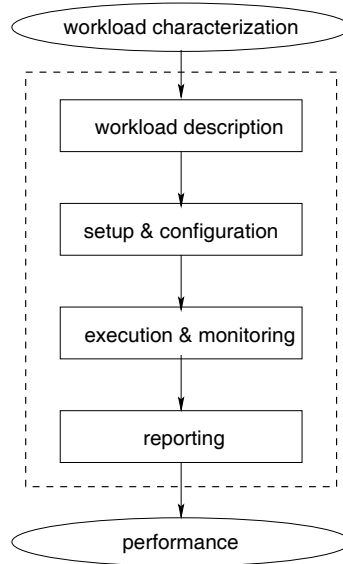 workload characterization
workload description
setup & configuration
execution & monitoring
reporting
performance